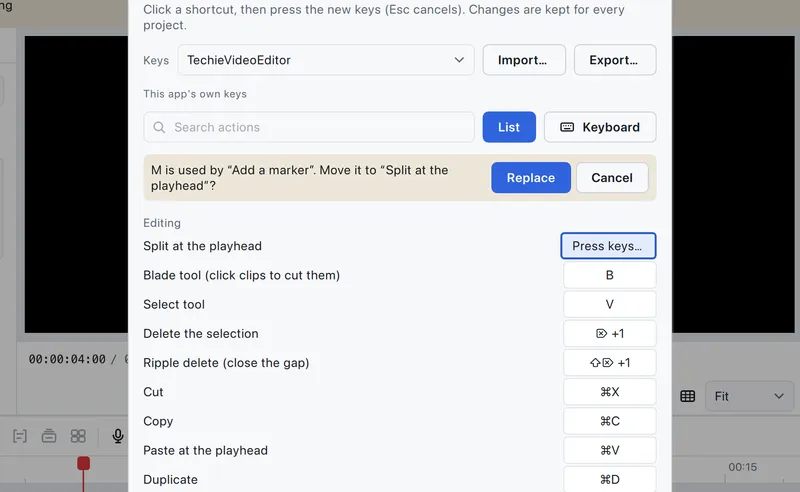 ng
Click a shortcut, then press the new keys (Esc cancels). Changes are kept for every
project.
Keys TechieVideoEditor Import… Export…
This app's own keys
Search actions List Keyboard
M is used by “Add a marker”. Move it to “Split at the
playhead”?
Replace Cancel
Editing
Split at the playhead Press keys…
Blade tool (click clips to cut them) B
Select tool V
Delete the selection ⌦ +1
Ripple delete (close the gap) ⇧⌦ +1
Cut ⌘X
Copy ⌘C
Paste at the playhead ⌘V
Duplicate ⌘D
00:00:04:00 /
Fit
00:15